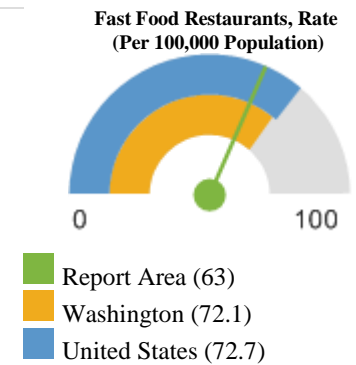 Fast Food Restaurants, Rate
(Per 100,000 Population)
0 100
Report Area (63)
Washington (72.1)
United States (72.7)